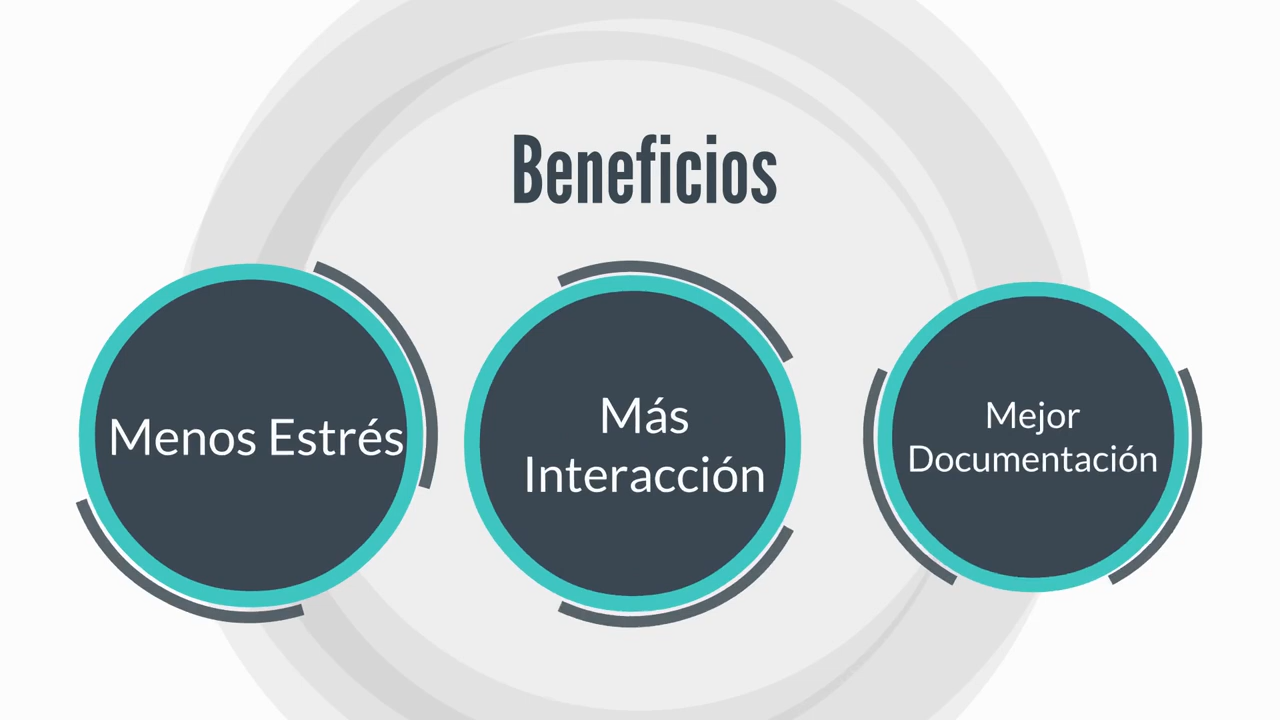 Beneficios
Menos Estrés
Más
Interacción
Mejor
Documentación